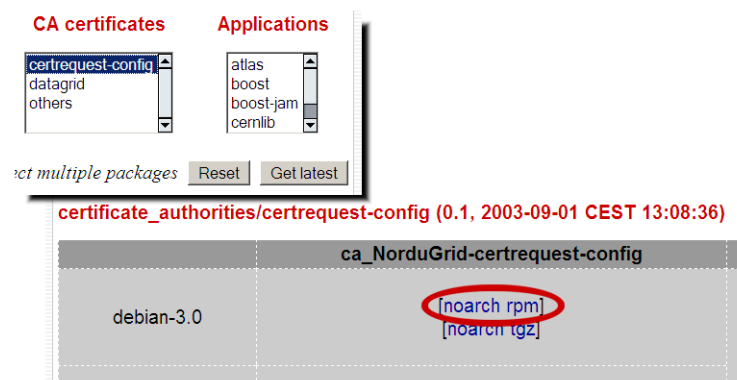 CA certificates Applications
certrequest-config atlas
datagrid boost
others boost-jam
cernlib
ect multiple packages Reset Get latest
certificate_authorities/certrequest-config (0.1, 2003-09-01 CEST 13:08:36)
ca_NorduGrid-certrequest-config
debian-3.0 [noarch rpm]
[noarch tgz]